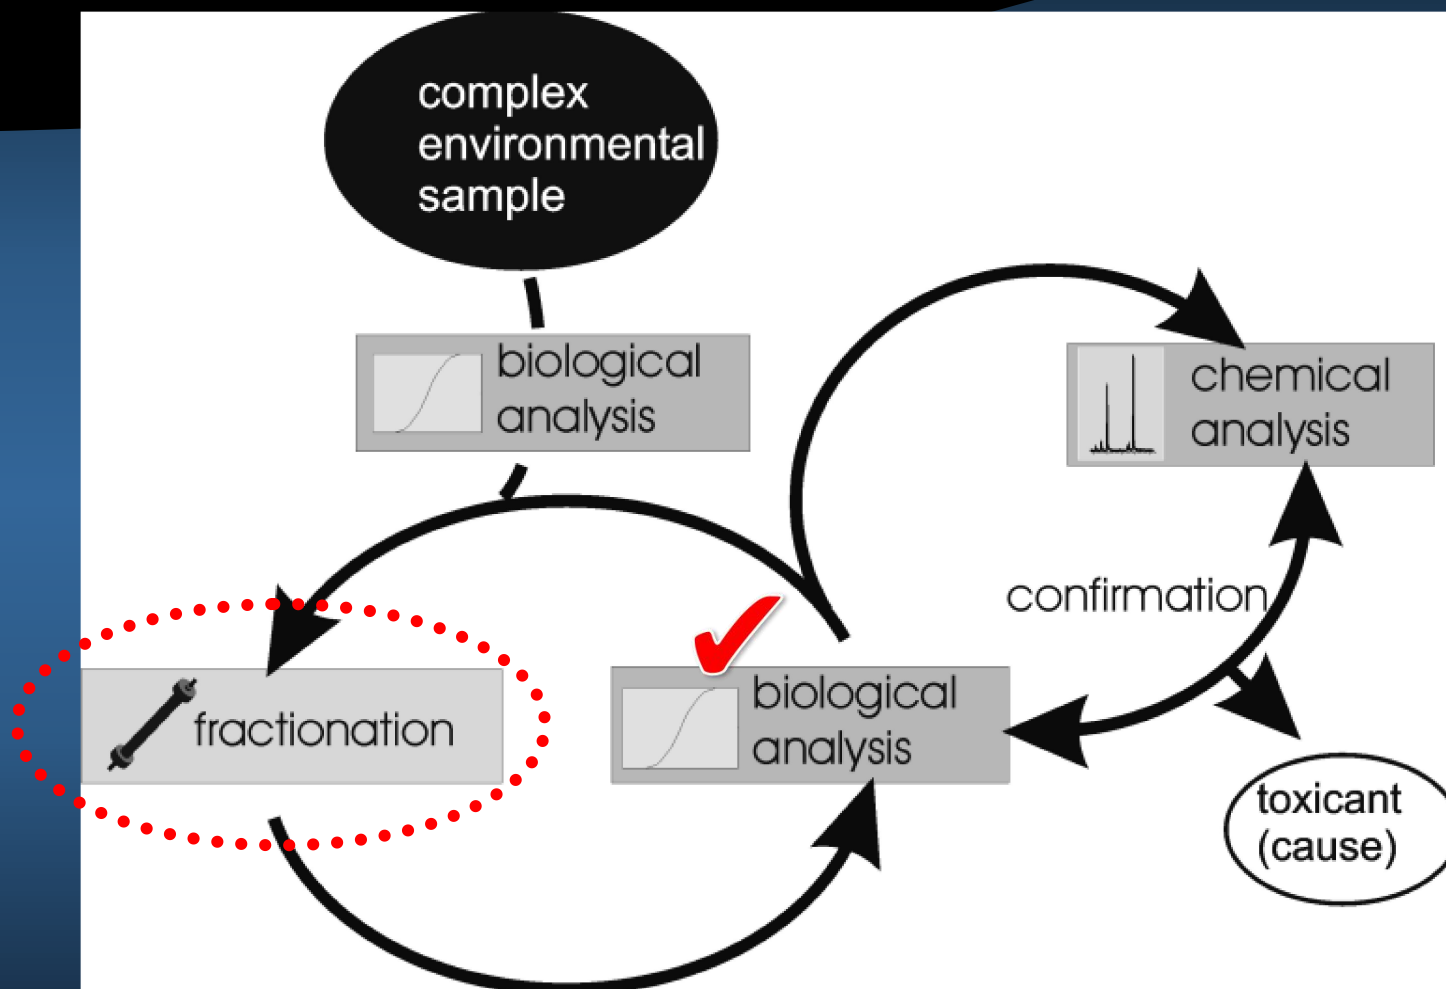 complex
environmental
sample
biological
analysis
chemical
analysis
confirmation
fractionation
biological
analysis
toxicant
(cause)